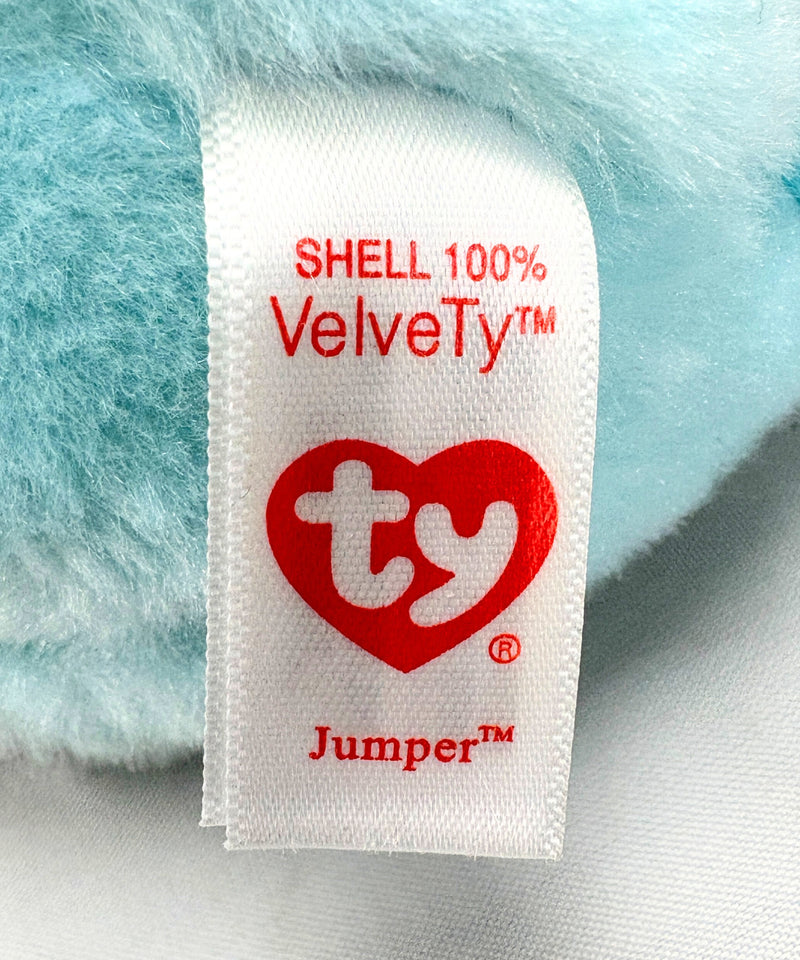 SHELL 100%
VelveTy™
ty
®
Jumper™